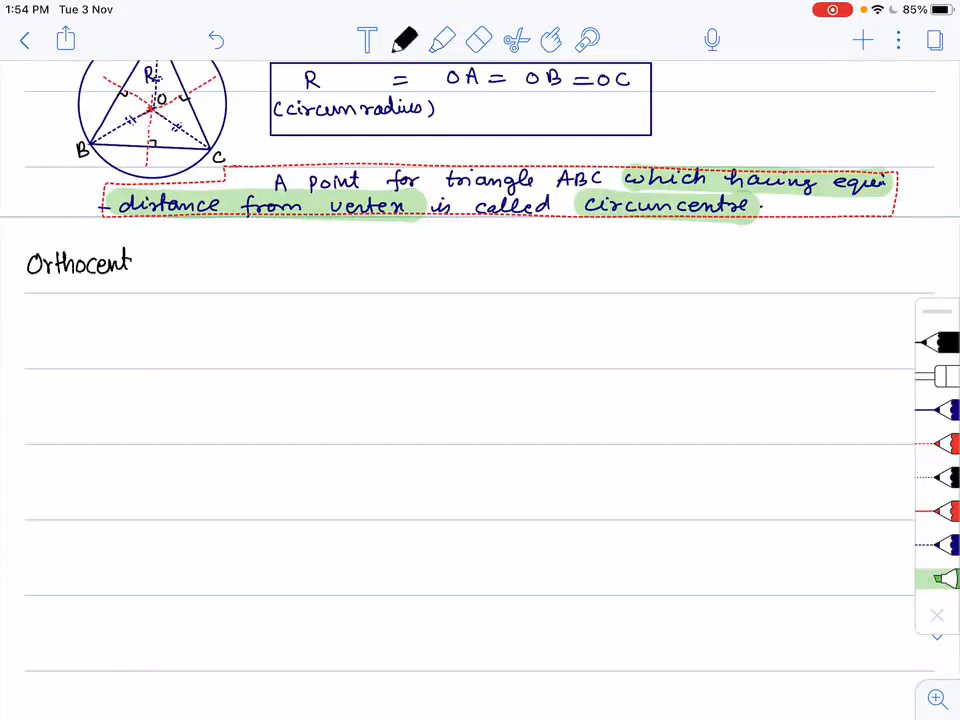 1:54 PM Tue 3 Nov
85%
T
R = OA = OB = OC
(circumradius)
R
O
B
C
A point for triangle ABC which having equi
distance from vertex is called circumcentre.
Orthocent